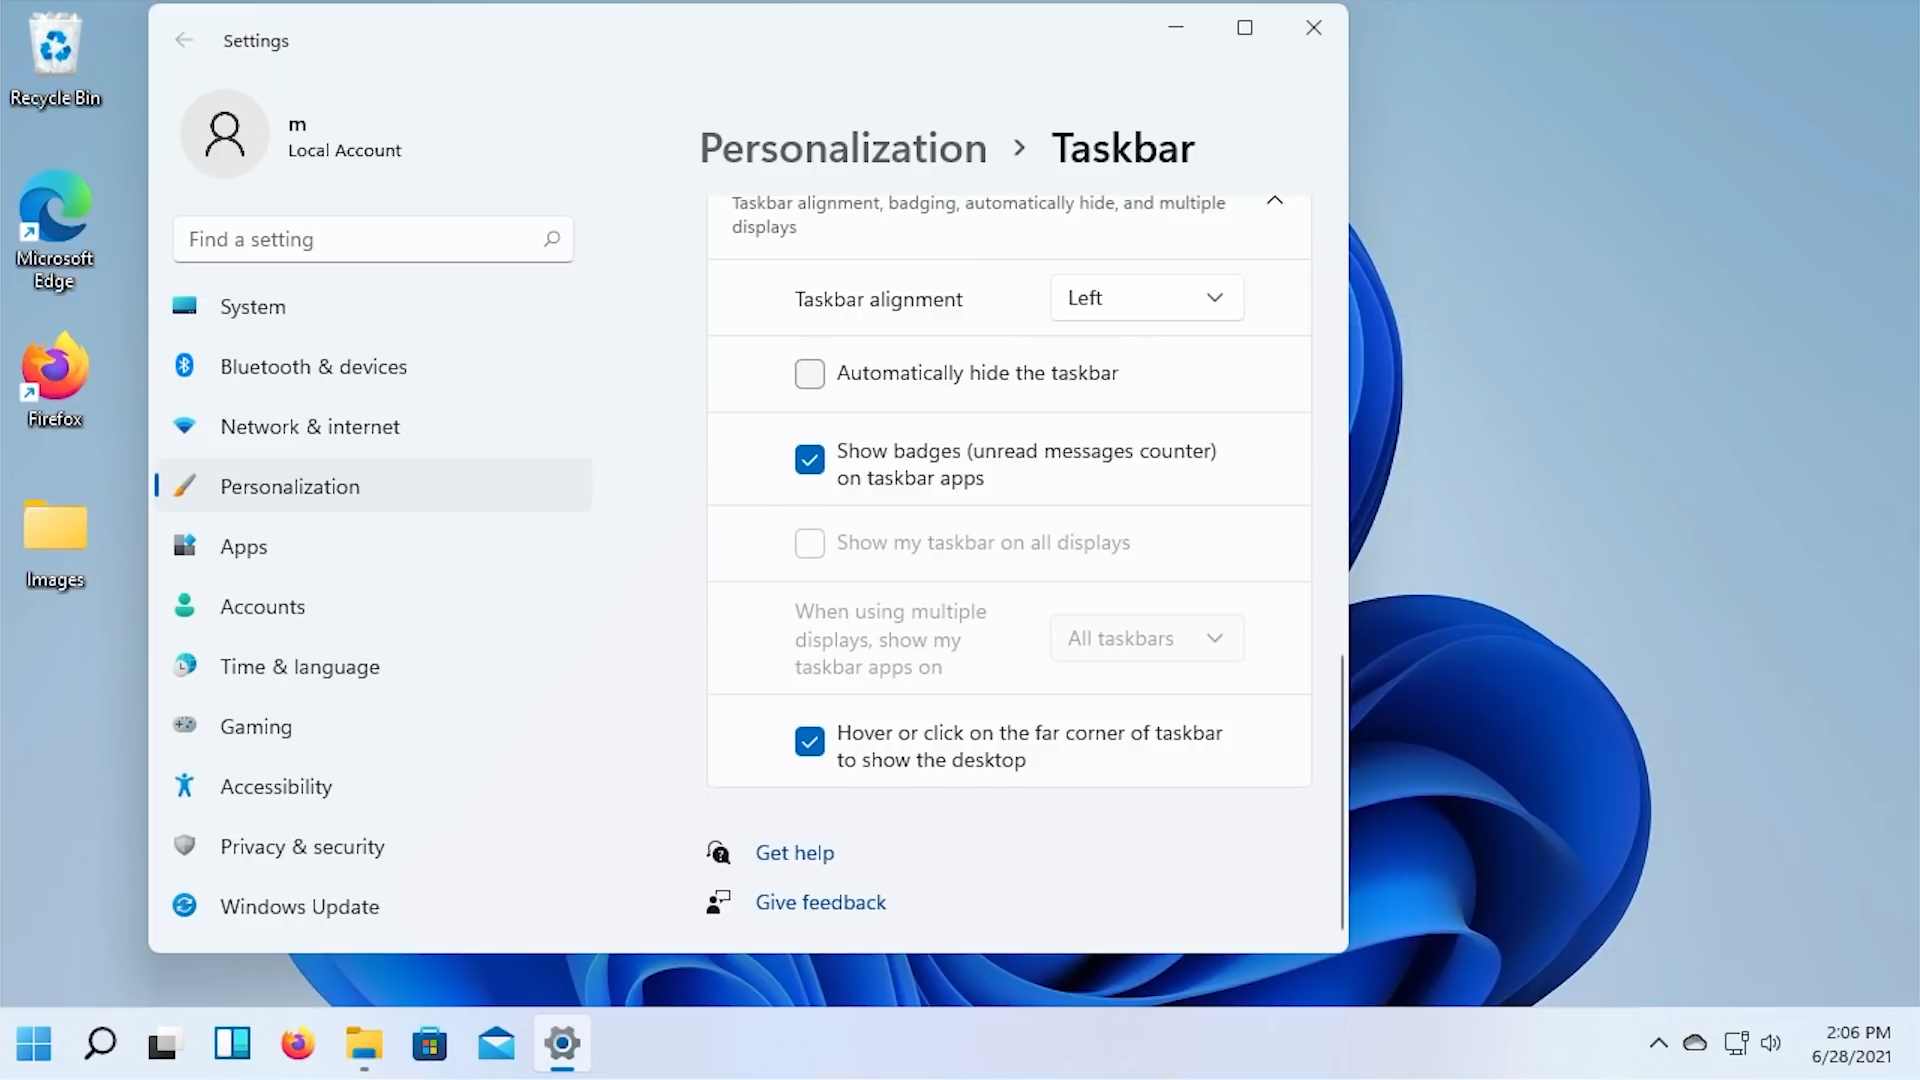 Recycle Bin
Microsoft
Edge
Firefox
Images
Settings
m
Local Account
Find a setting
System
Bluetooth & devices
Network & internet
Personalization
Apps
Accounts
Time & language
Gaming
Accessibility
Privacy & security
Windows Update
Personalization > Taskbar
Taskbar alignment, badging, automatically hide, and multiple
displays
Taskbar alignment
Left
Automatically hide the taskbar
Show badges (unread messages counter)
on taskbar apps
Show my taskbar on all displays
When using multiple
displays, show my
taskbar apps on
All taskbars
Hover or click on the far corner of taskbar
to show the desktop
Get help
Give feedback
2:06 PM
6/28/2021